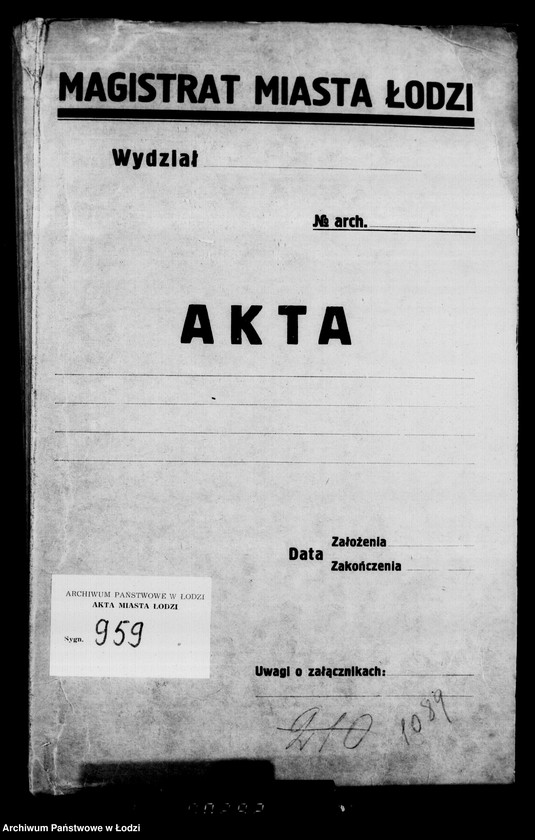 MAGISTRAT MIASTA ŁODZI
Wydział
№ arch.
AKTA
Data Założenia
Zakończenia
ARCHIWUM PAŃSTWOWE W ŁODZI
AKTA MIASTA ŁODZI
Sygn. 959
Uwagi o załącznikach:
210 1089
Archiwum Państwowe w Łodzi